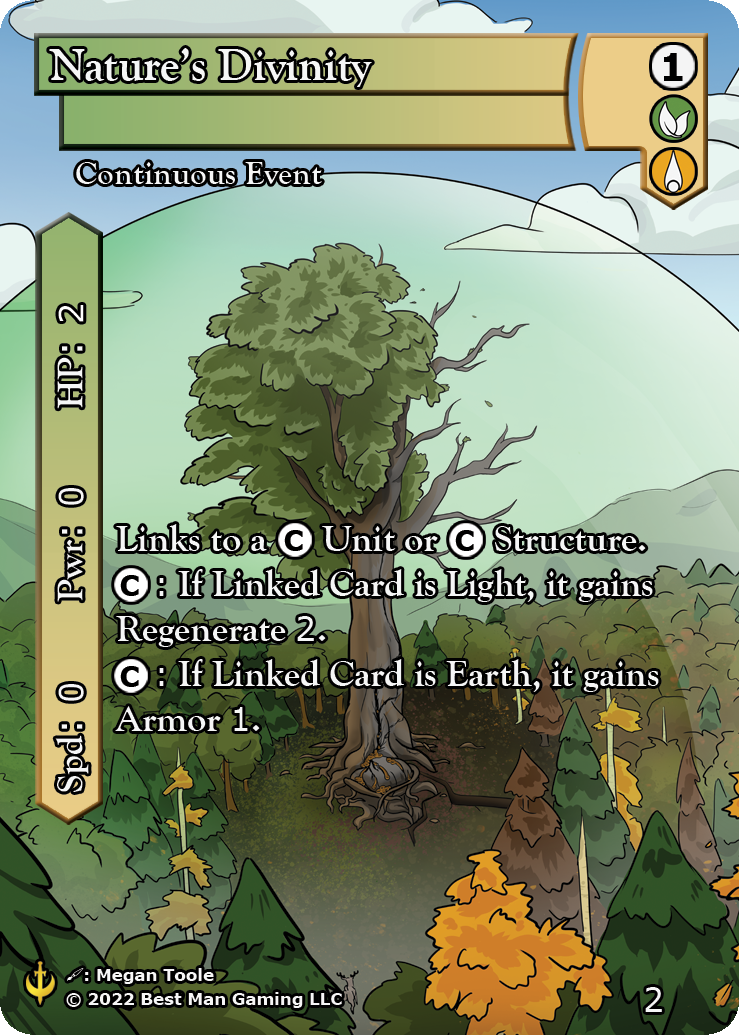 Nature's Divinity
1
Continuous Event
HP: 2
Pwr: 0
Spd: 0
Links to a C Unit or C Structure.
C: If Linked Card is Light, it gains
Regenerate 2.
C: If Linked Card is Earth, it gains
Armor 1.
: Megan Toole
© 2022 Best Man Gaming LLC
2